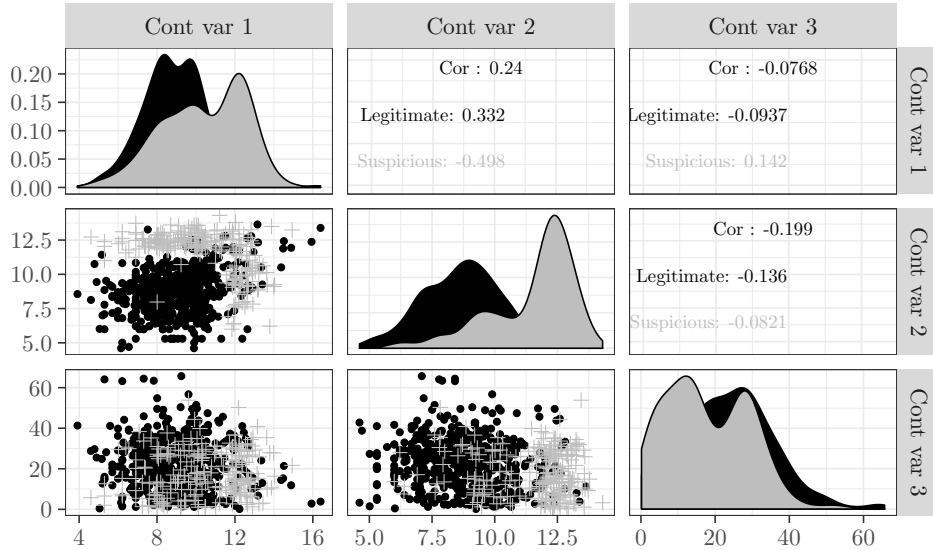 Cont var 1
Cont var 2
Cont var 3
0.20
0.15
0.10
0.05
0.00
Cor : 0.24
Legitimate: 0.332
Suspicious: -0.498
Cor : -0.0768
Legitimate: -0.0937
Suspicious: 0.142
Cont var 1
12.5
10.0
7.5
5.0
Cor : -0.199
Legitimate: -0.136
Suspicious: -0.0821
Cont var 2
60
40
20
0
Cont var 3
4 8 12 16
5.0 7.5 10.0 12.5
0 20 40 60